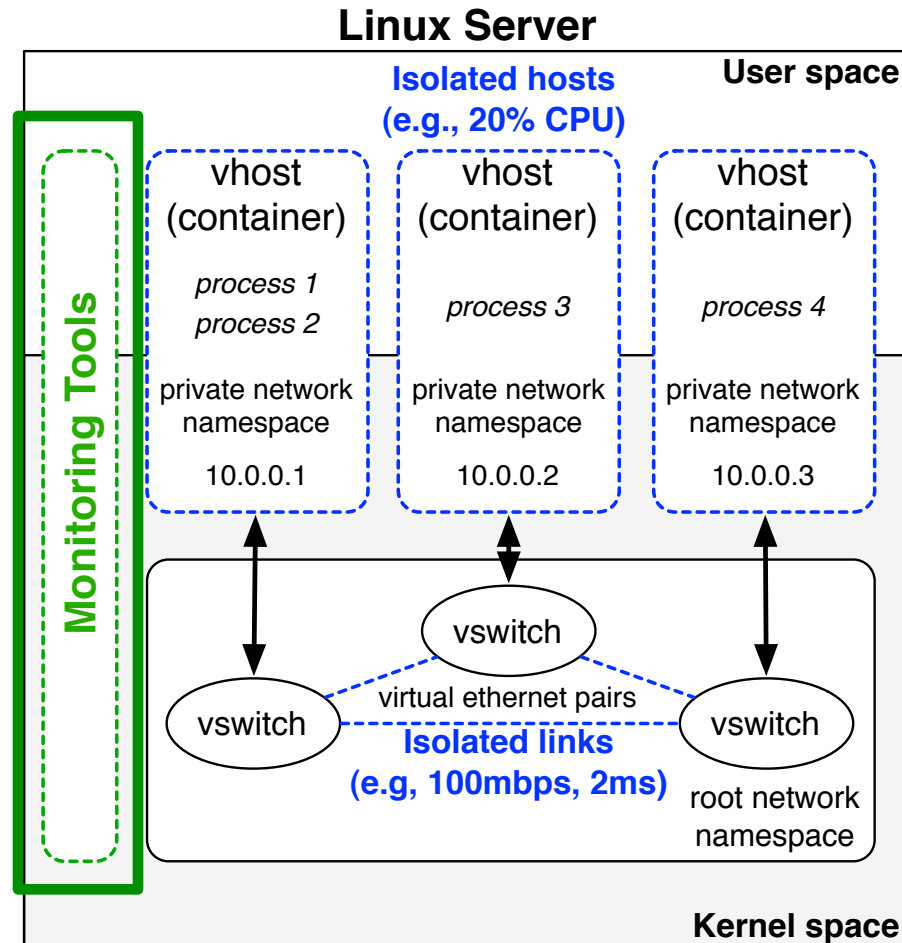 Linux Server
User space
Isolated hosts
(e.g., 20% CPU)
Monitoring Tools
vhost
(container)
process 1
process 2
private network
namespace
10.0.0.1
vhost
(container)
process 3
private network
namespace
10.0.0.2
vhost
(container)
process 4
private network
namespace
10.0.0.3
vswitch
virtual ethernet pairs
vswitch
vswitch
Isolated links
(e.g, 100mbps, 2ms)
root network
namespace
Kernel space